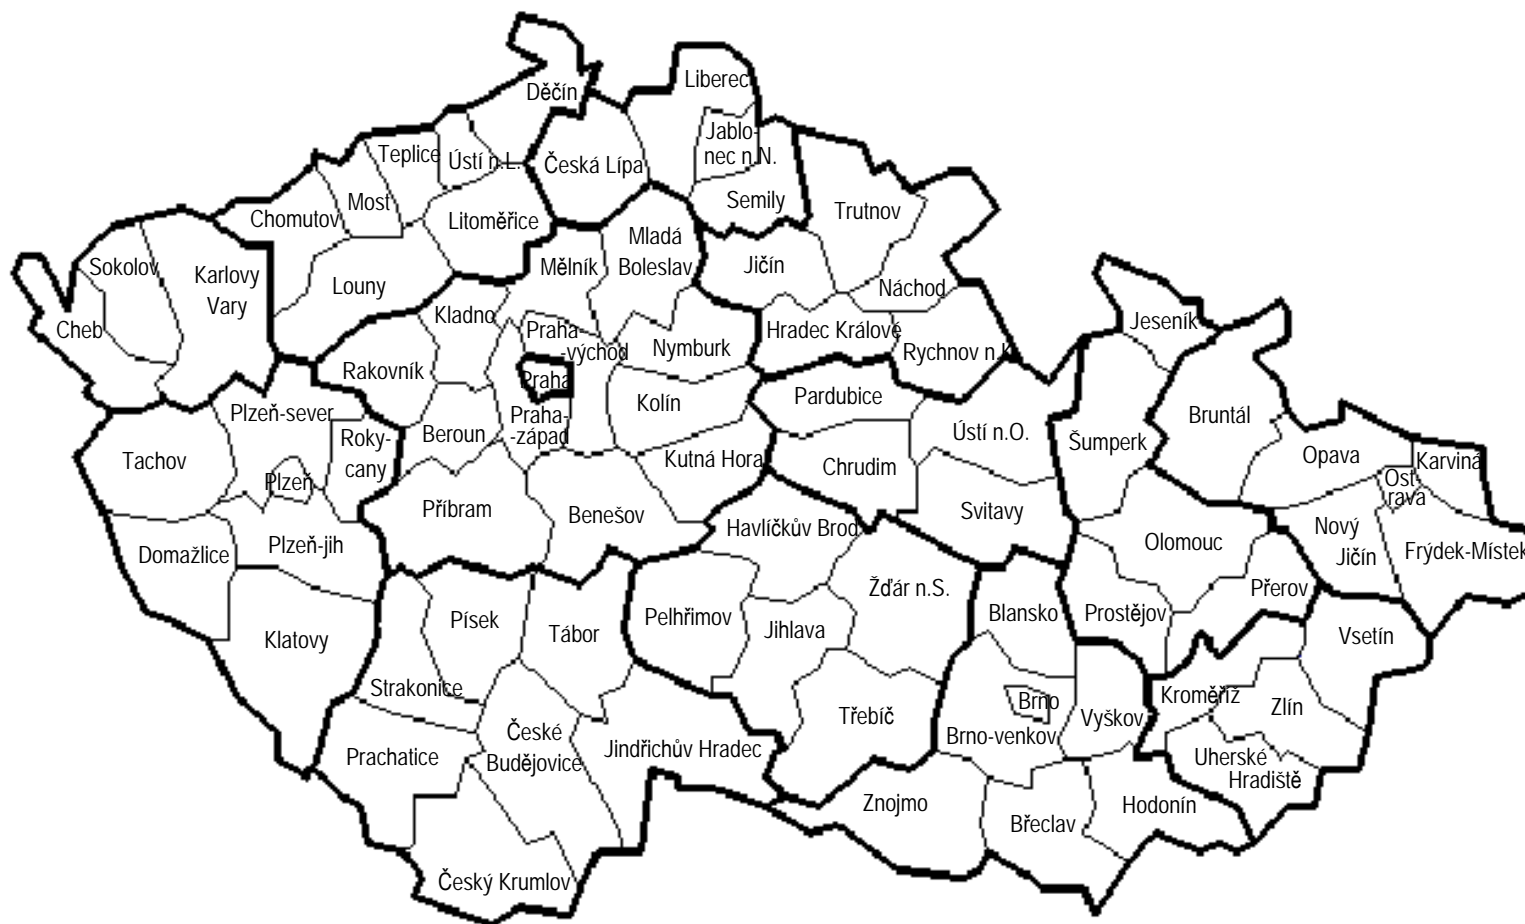 Děčín
Liberec
Jablo-
nec n.N.
Teplice
Ústí n.L.
Česká Lípa
Semily
Most
Chomutov
Litoměřice
Trutnov
Mladá
Boleslav
Sokolov
Karlovy
Vary
Louny
Mělník
Jičín
Náchod
Cheb
Kladno
Praha-
-východ
Nymburk
Hradec Králové
Rychnov n.K.
Jeseník
Rakovník
Praha
Kolín
Pardubice
Plzeň-sever
Roky-
cany
Beroun
Praha-
-západ
Ústí n.O.
Šumperk
Bruntál
Tachov
Plzeň
Kutná Hora
Chrudim
Opava
Karviná
Ost
rava
Příbram
Benešov
Svitavy
Havlíčkův Brod
Domažlice
Plzeň-jih
Olomouc
Nový
Jičín
Frýdek-Místek
Žďár n.S.
Přerov
Písek
Tábor
Pelhřimov
Jihlava
Blansko
Prostějov
Klatovy
Vsetín
Strakonice
Kroměříž
Zlín
Třebíč
Brno
Brno-venkov
Vyškov
Prachatice
České
Budějovice
Jindřichův Hradec
Uherské
Hradiště
Znojmo
Břeclav
Hodonín
Český Krumlov